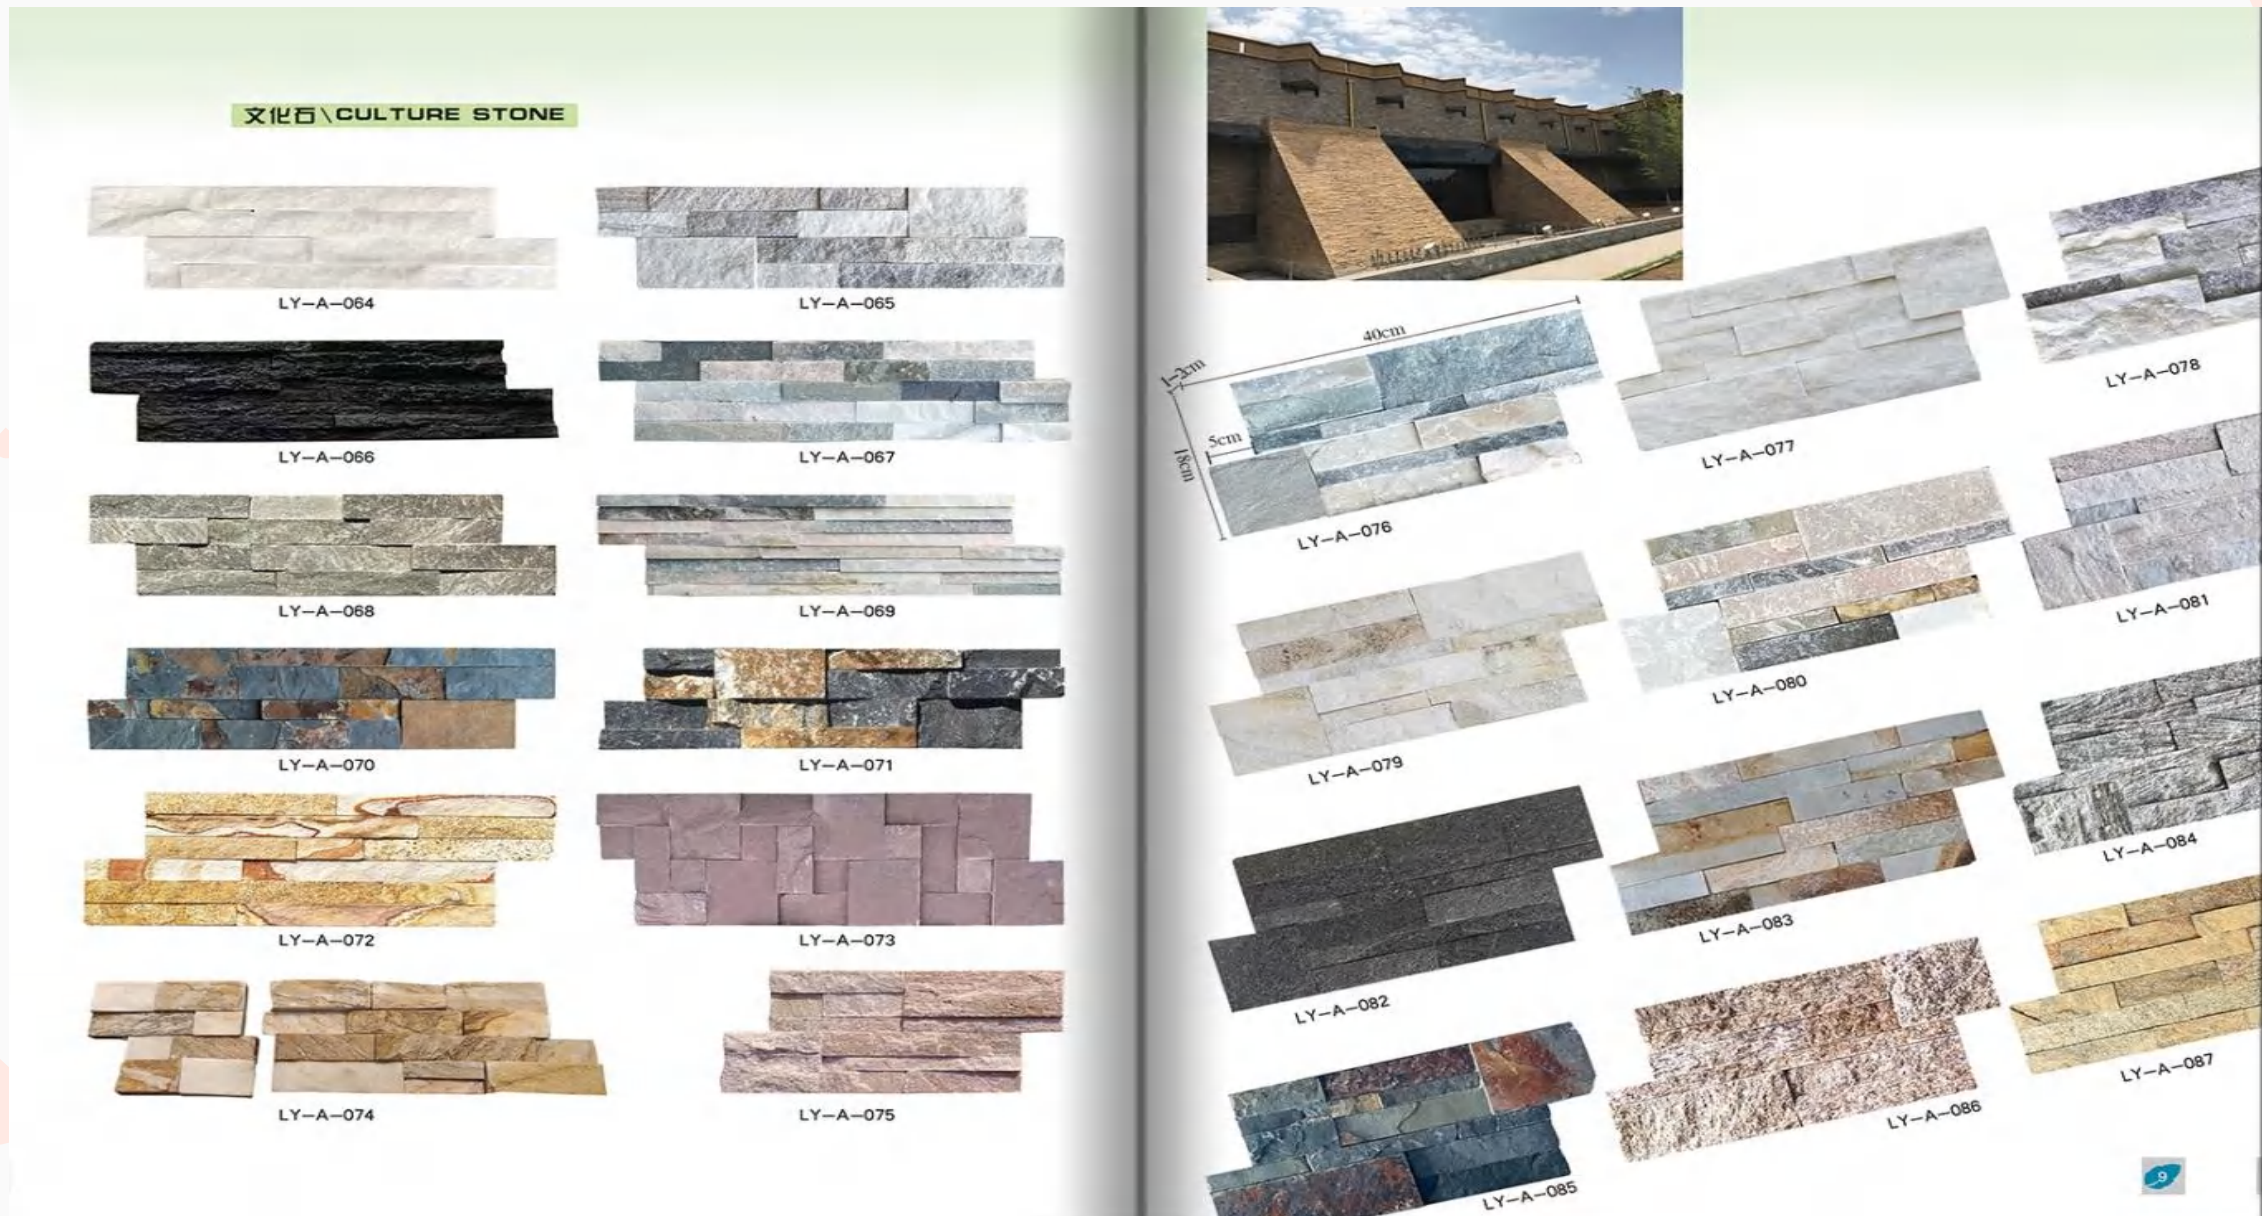 文化石\CULTURE STONE
LY-A-064
LY-A-065
LY-A-066
LY-A-067
LY-A-068
LY-A-069
LY-A-070
LY-A-071
LY-A-072
LY-A-073
LY-A-074
LY-A-075
40cm
1-2cm
5cm
18cm
LY-A-076
LY-A-077
LY-A-078
LY-A-079
LY-A-080
LY-A-081
LY-A-082
LY-A-083
LY-A-084
LY-A-085
LY-A-086
LY-A-087
9